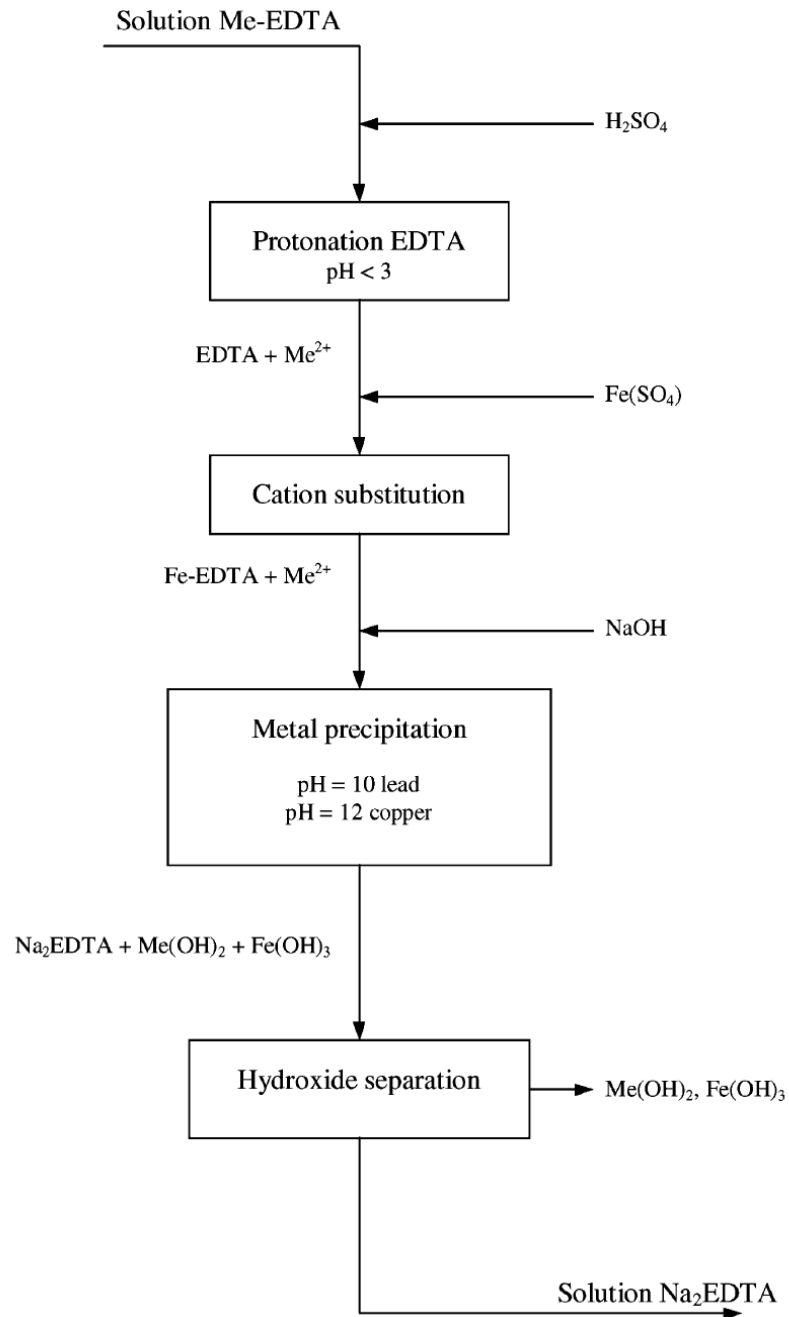 Solution Me-EDTA
H₂SO₄
Protonation EDTA
pH < 3
EDTA + Me²⁺
Fe(SO₄)
Cation substitution
Fe-EDTA + Me²⁺
NaOH
Metal precipitation
pH = 10 lead
pH = 12 copper
Na₂EDTA + Me(OH)₂ + Fe(OH)₃
Hydroxide separation
Me(OH)₂, Fe(OH)₃
Solution Na₂EDTA